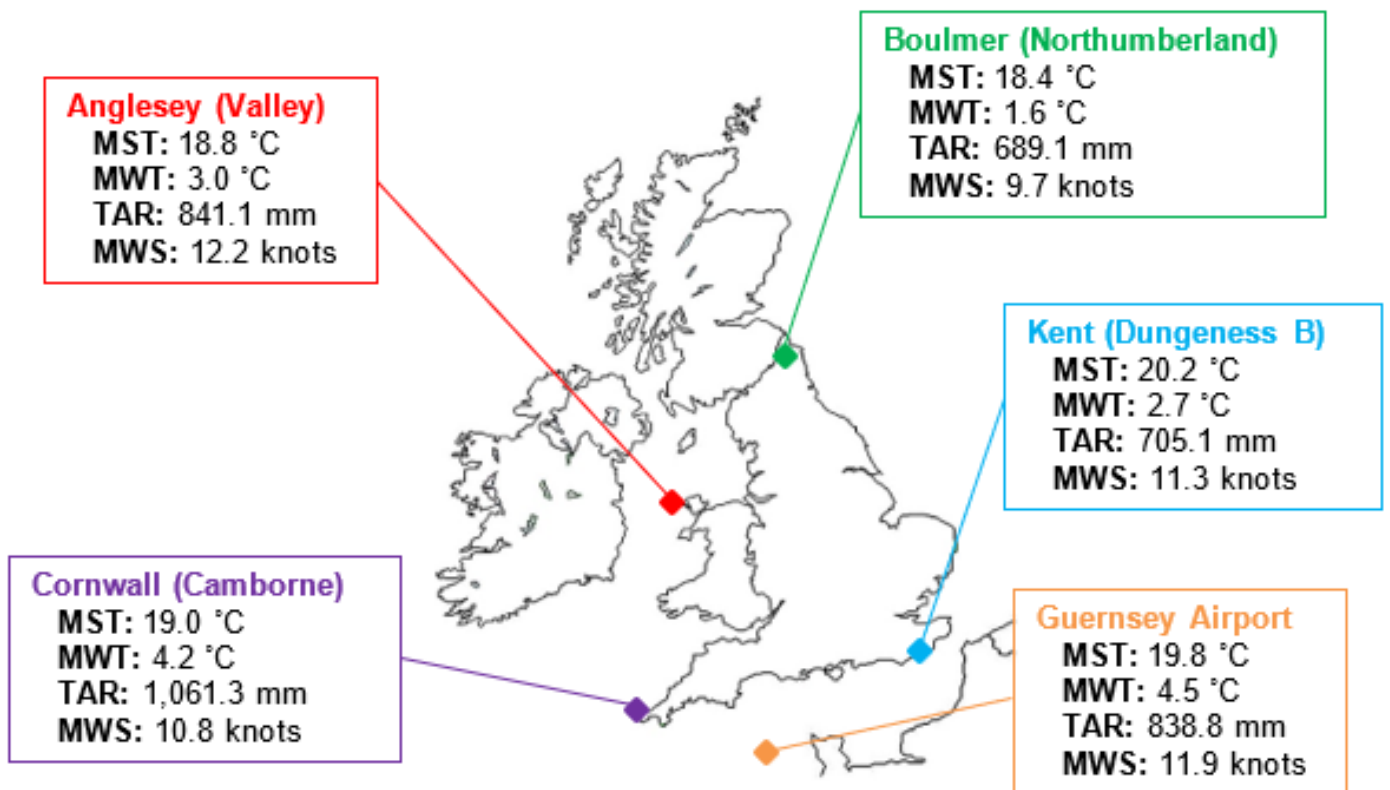 Boulmer (Northumberland)
MST: 18.4 °C
MWT: 1.6 °C
TAR: 689.1 mm
MWS: 9.7 knots
Anglesey (Valley)
MST: 18.8 °C
MWT: 3.0 °C
TAR: 841.1 mm
MWS: 12.2 knots
Kent (Dungeness B)
MST: 20.2 °C
MWT: 2.7 °C
TAR: 705.1 mm
MWS: 11.3 knots
Cornwall (Camborne)
MST: 19.0 °C
MWT: 4.2 °C
TAR: 1,061.3 mm
MWS: 10.8 knots
Guernsey Airport
MST: 19.8 °C
MWT: 4.5 °C
TAR: 838.8 mm
MWS: 11.9 knots